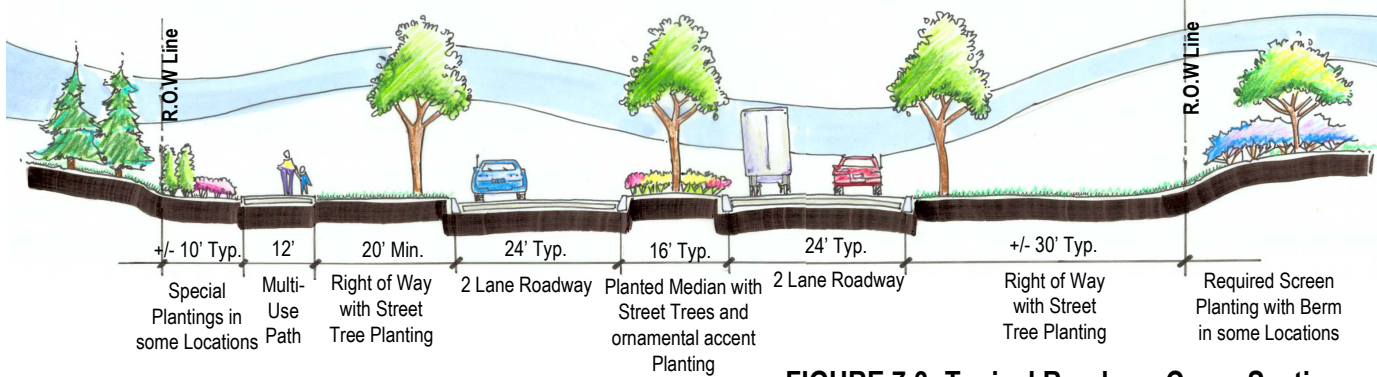 R.O.W Line
R.O.W Line
+/- 10’ Typ.
12’
20’ Min.
24’ Typ.
16’ Typ.
24’ Typ.
+/- 30’ Typ.
Special
Plantings in
some Locations
Multi-
Use
Path
Right of Way
with Street
Tree Planting
2 Lane Roadway
Planted Median with
Street Trees and
ornamental accent
Planting
2 Lane Roadway
Right of Way
with Street
Tree Planting
Required Screen
Planting with Berm
in some Locations